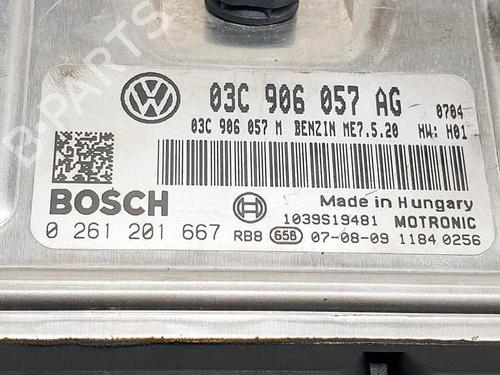 B-PARTS
03C 906 057 AG 0704
03C 906 057 M BENZIN ME7.5.20 HW: H01
BOSCH
Made in Hungary
1039S19481 MOTRONIC
0 261 201 667 RB8 65B 07-08-09 1184 0256